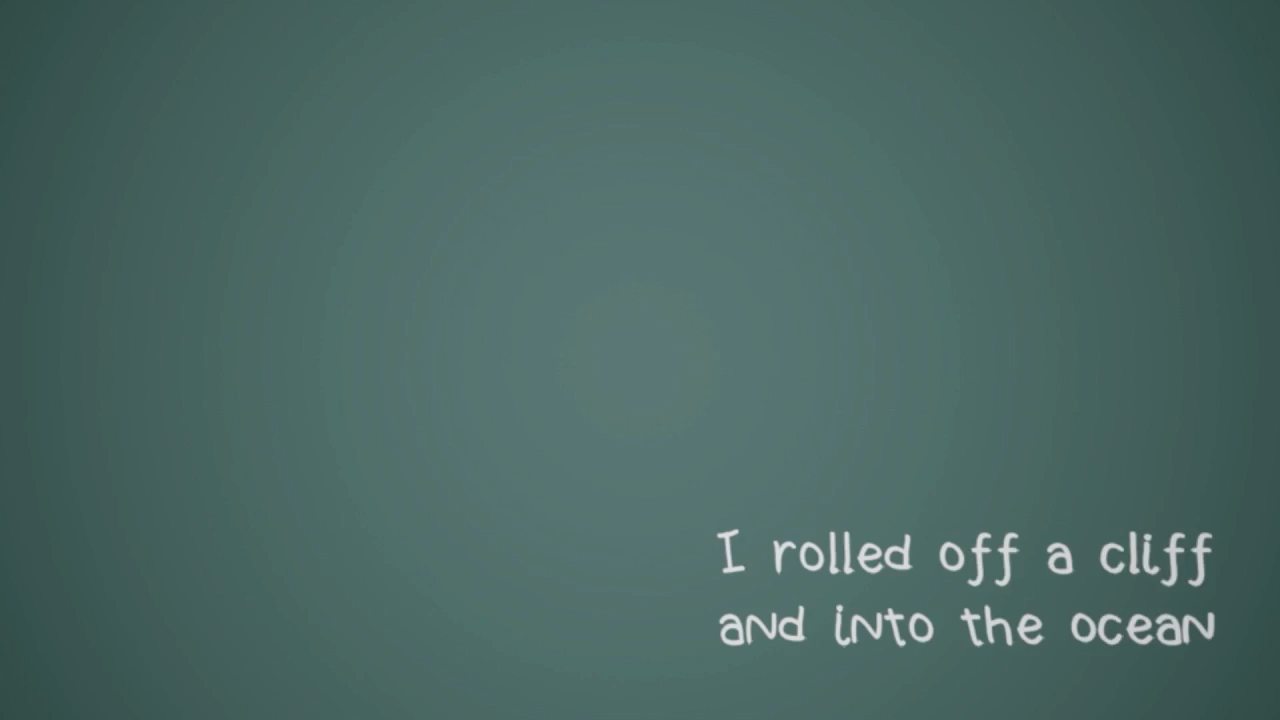 I rolled off a cliff
and into the ocean